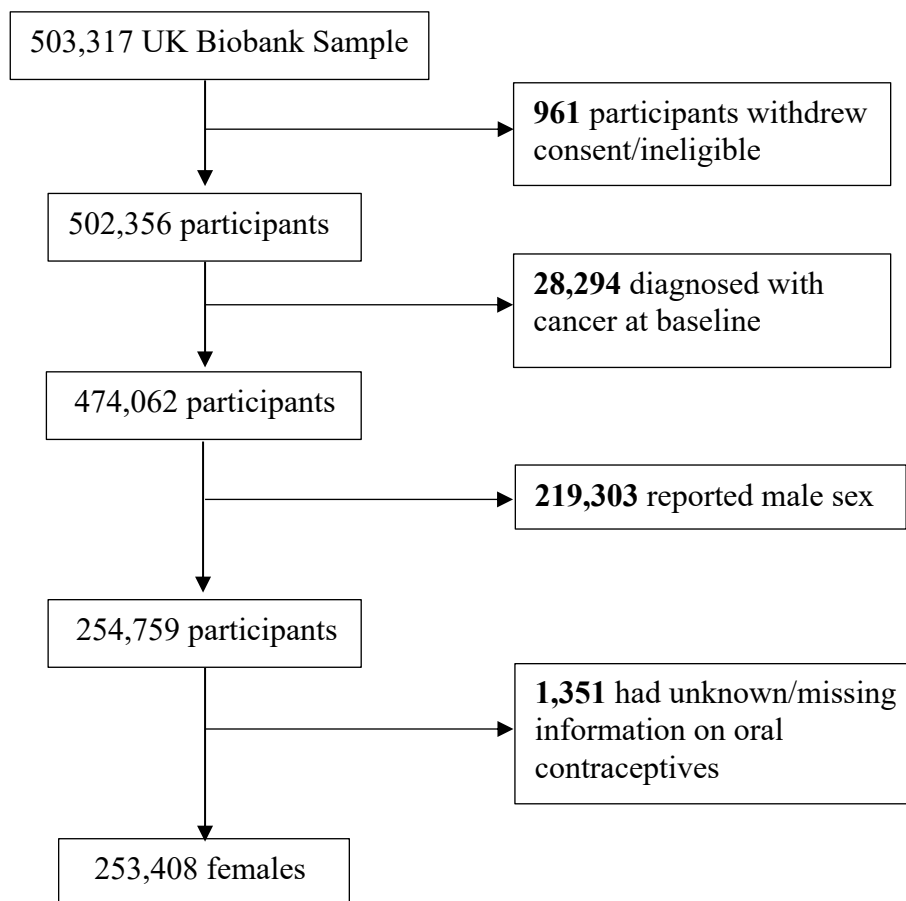 503,317 UK Biobank Sample
961 participants withdrew
consent/ineligible
502,356 participants
28,294 diagnosed with
cancer at baseline
474,062 participants
219,303 reported male sex
254,759 participants
1,351 had unknown/missing
information on oral
contraceptives
253,408 females